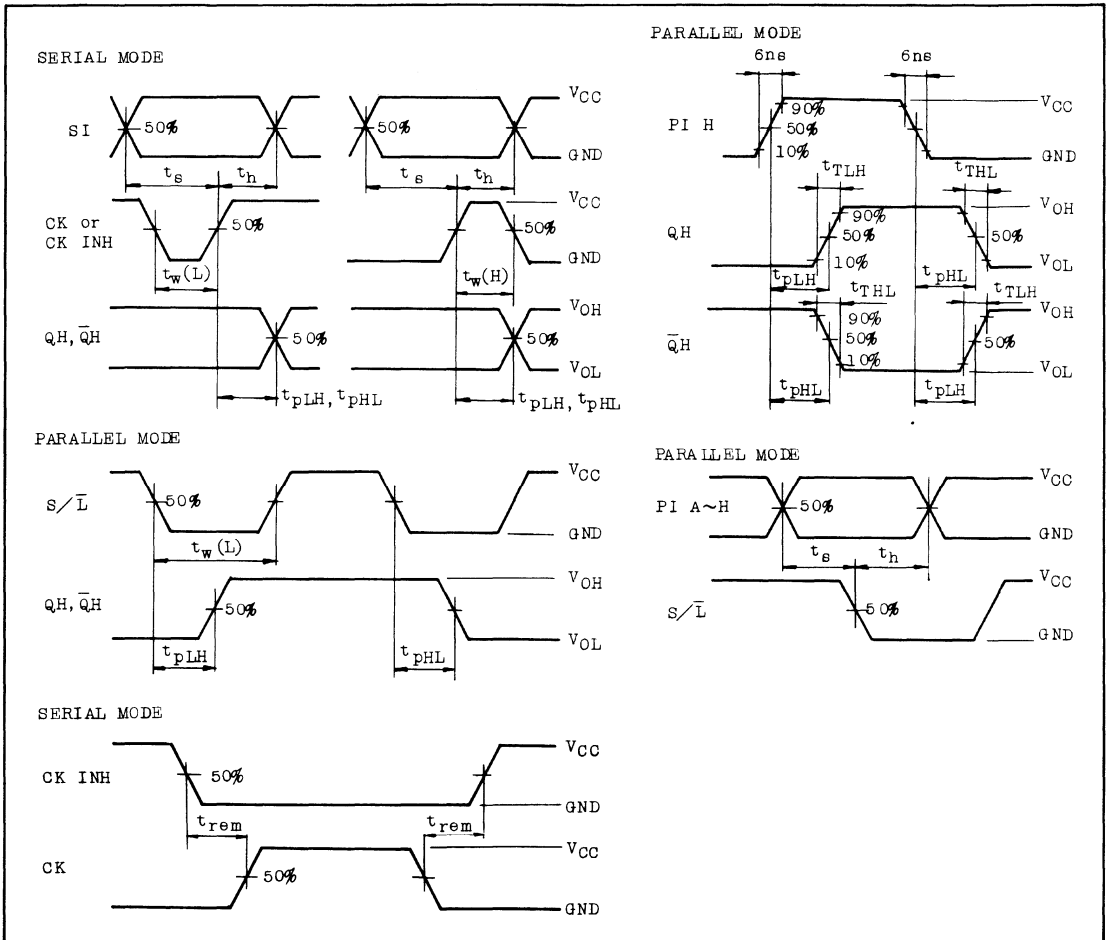 SERIAL MODE
SI
50%
VCC
GND
ts
th
ts
th
CK or
CK INH
50%
50%
VCC
GND
tw(L)
tw(H)
QH, Q̅H
50%
50%
VOH
VOL
tpLH, tpHL
tpLH, tpHL
PARALLEL MODE
6ns
6ns
PI H
90%
50%
10%
VCC
GND
tTLH
tTHL
QH
90%
50%
10%
50%
VOH
VOL
tpLH
tpHL
tTHL
tTLH
Q̅H
90%
50%
10%
50%
VOH
VOL
tpHL
tpLH
PARALLEL MODE
S/L̅
50%
VCC
GND
tw(L)
QH, Q̅H
50%
VOH
VOL
tpLH
tpHL
PARALLEL MODE
PI A~H
50%
VCC
GND
ts
th
S/L̅
50%
VCC
GND
SERIAL MODE
CK INH
50%
VCC
GND
trem
trem
CK
50%
VCC
GND